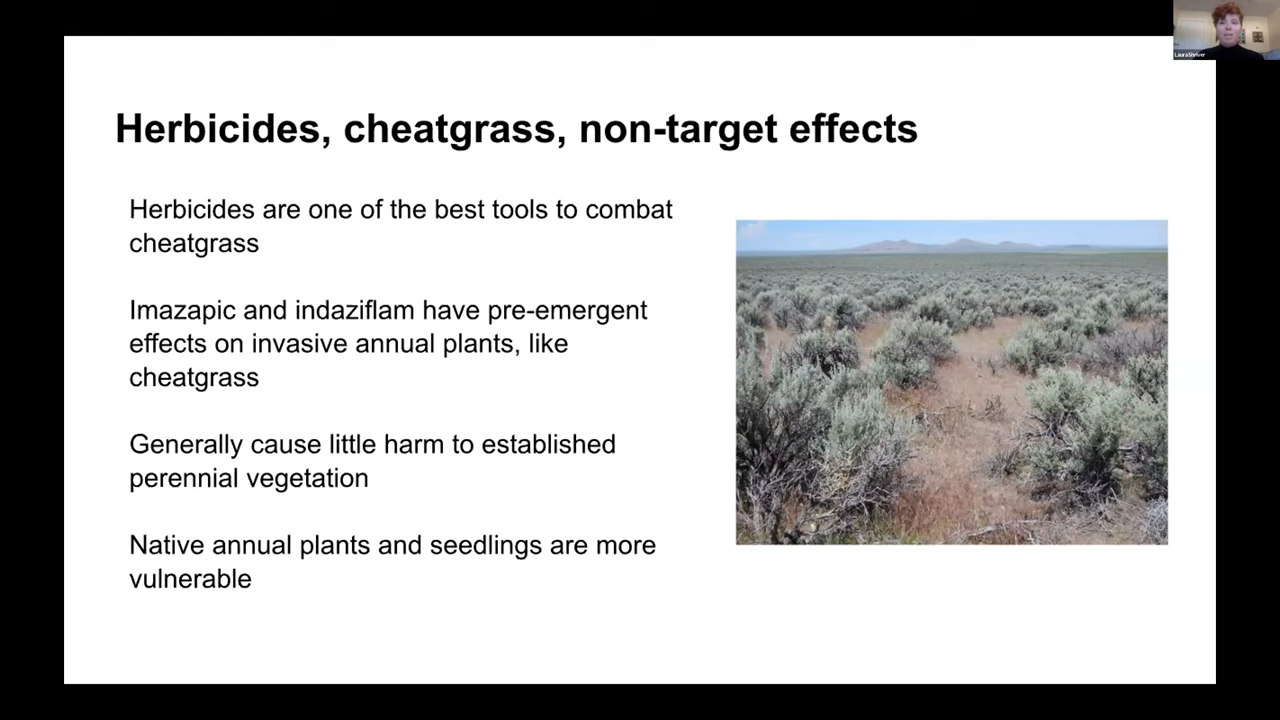 LauraShriver
Herbicides, cheatgrass, non-target effects
Herbicides are one of the best tools to combat
cheatgrass
Imazapic and indaziflam have pre-emergent
effects on invasive annual plants, like
cheatgrass
Generally cause little harm to established
perennial vegetation
Native annual plants and seedlings are more
vulnerable